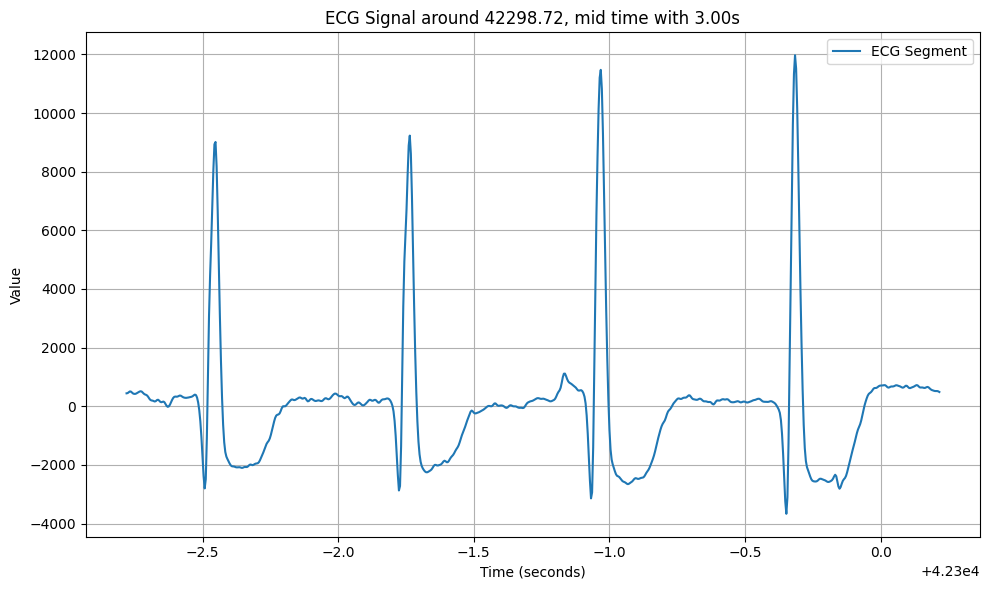 ECG Signal around 42298.72, mid time with 3.00s
ECG Segment
12000
10000
8000
6000
4000
2000
0
−2000
−4000
Value
−2.5 −2.0 −1.5 −1.0 −0.5 0.0
+4.23e4
Time (seconds)